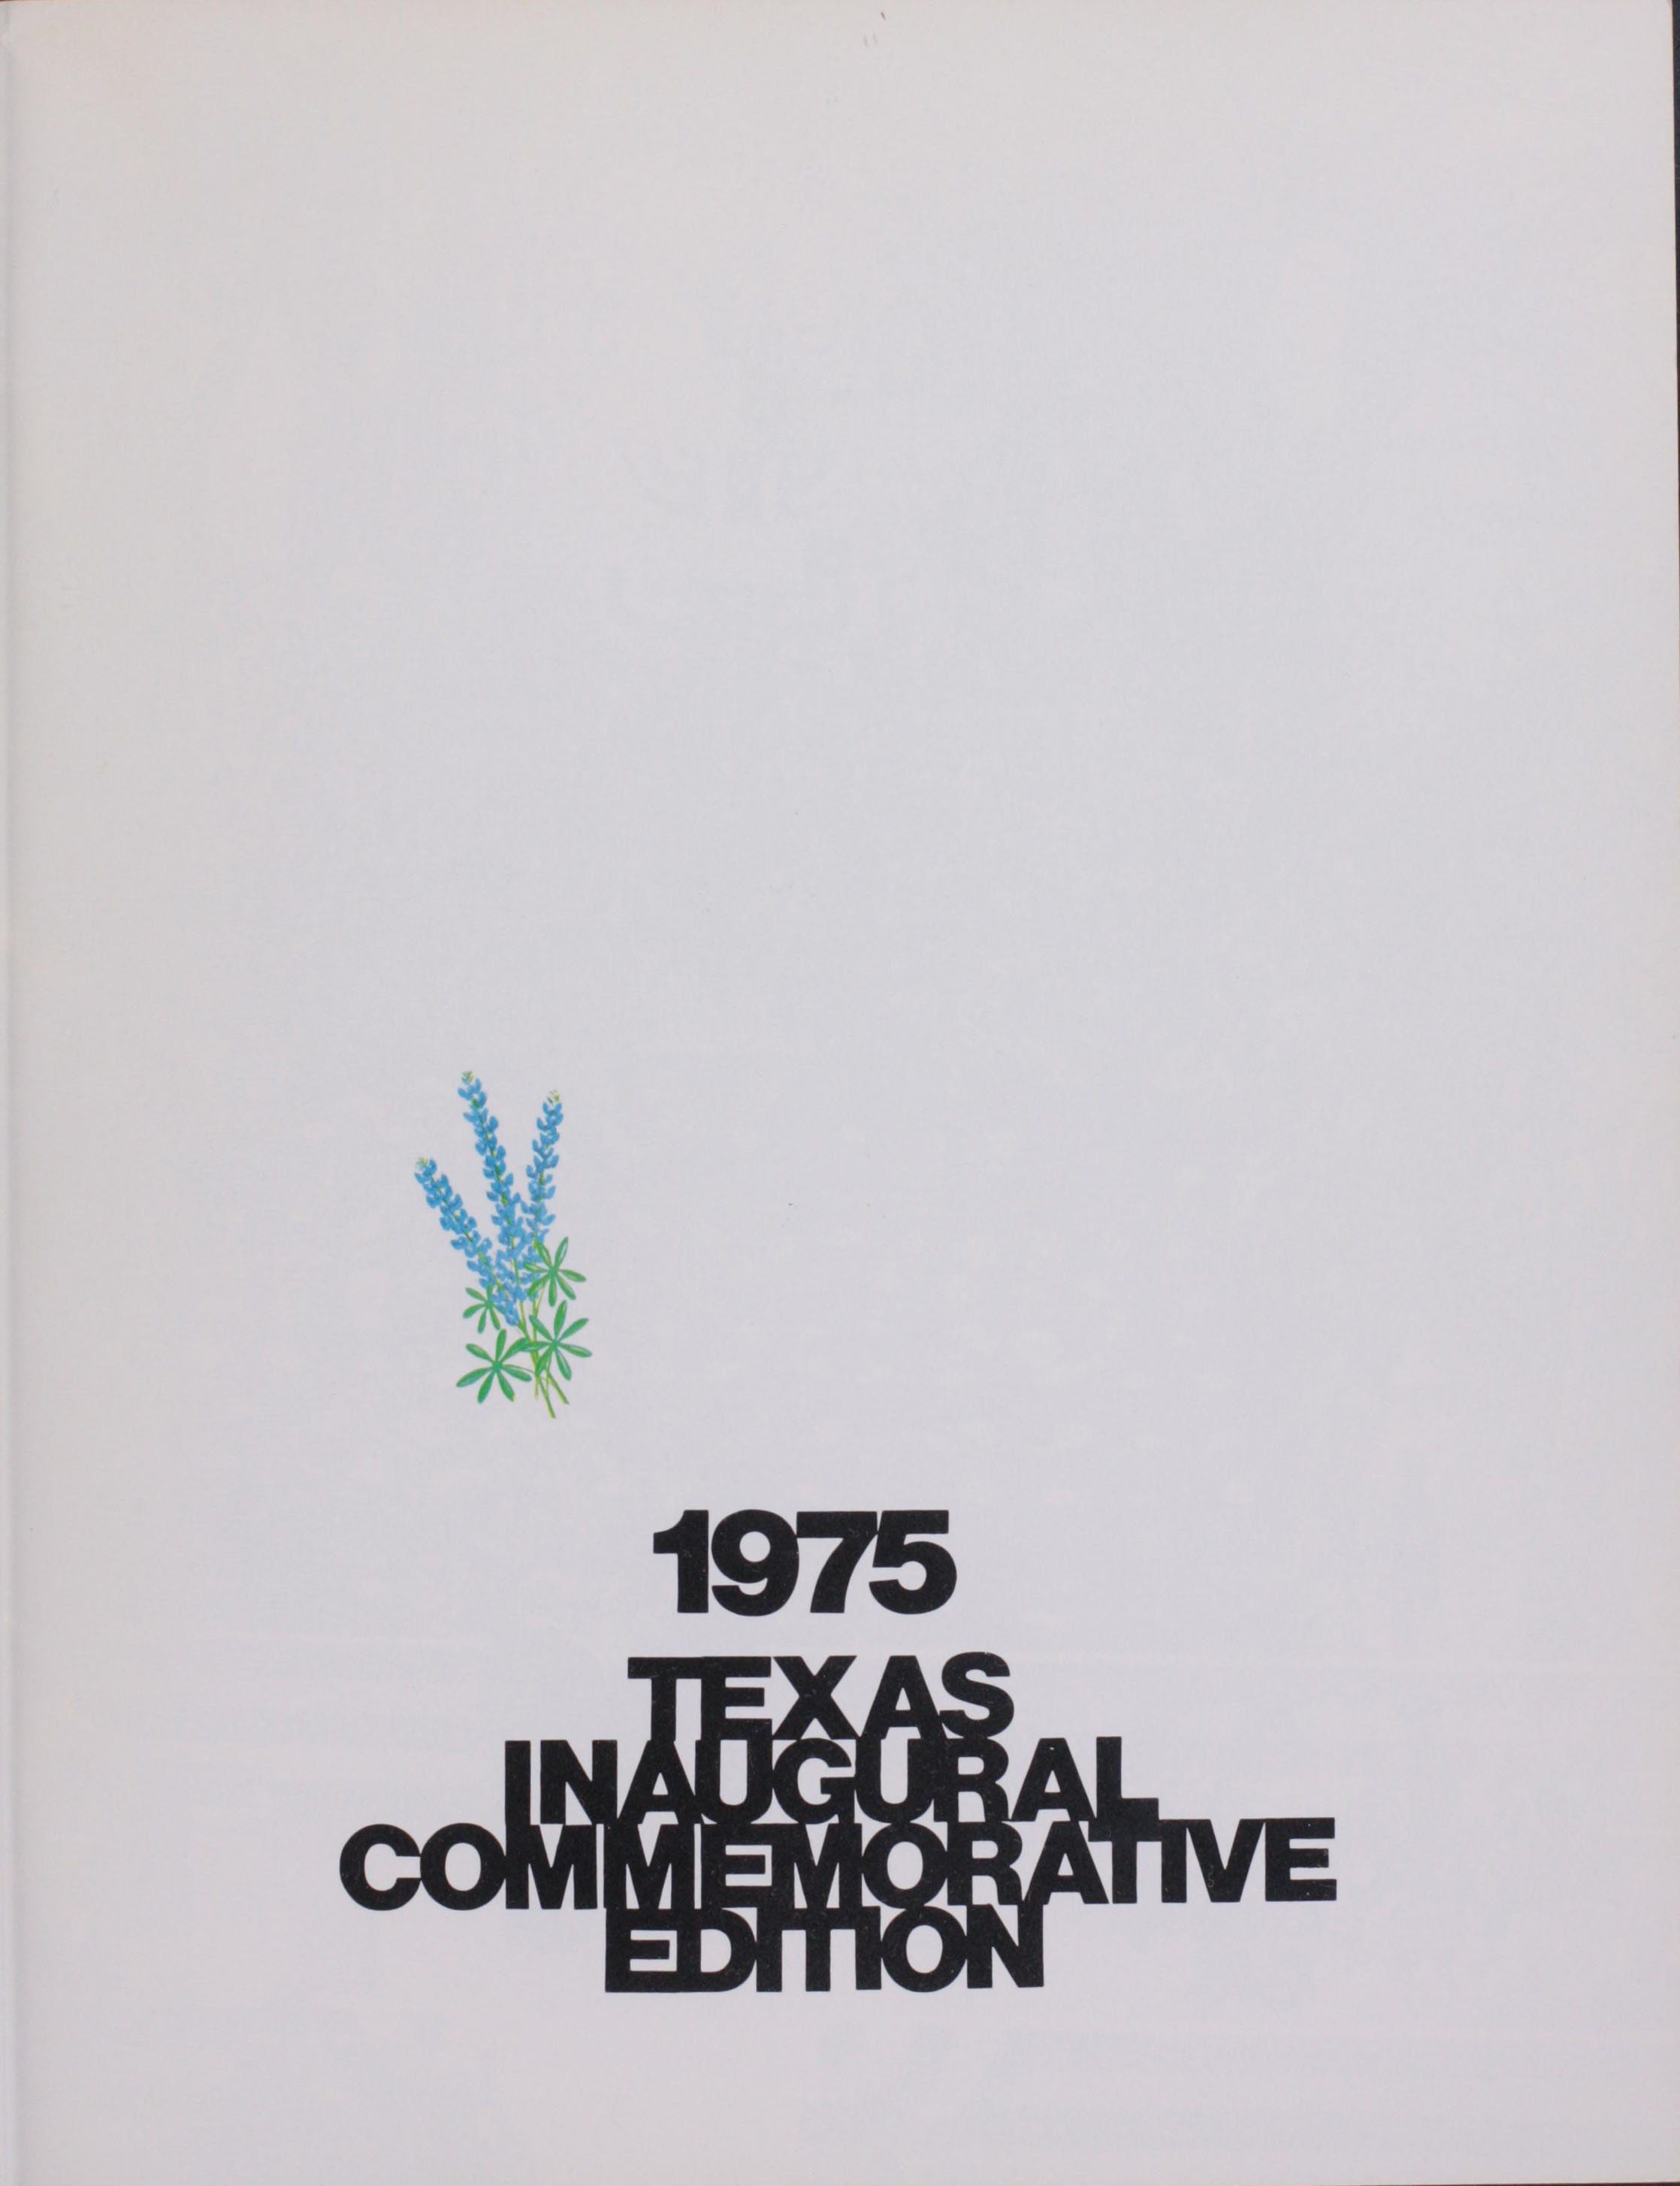 1975
TEXAS
INAUGURAL
COMMEMORATIVE
EDITION